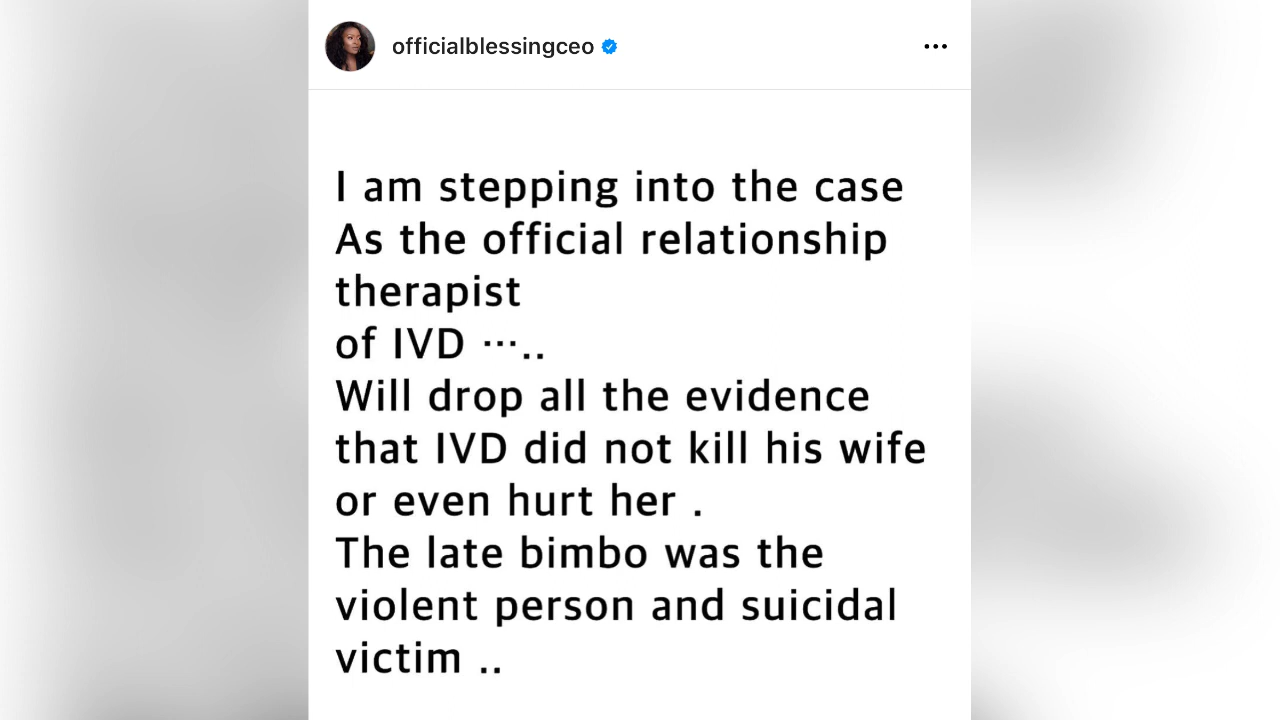 officialblessingceo
I am stepping into the case
As the official relationship
therapist
of IVD ⋯..
Will drop all the evidence
that IVD did not kill his wife
or even hurt her .
The late bimbo was the
violent person and suicidal
victim ..